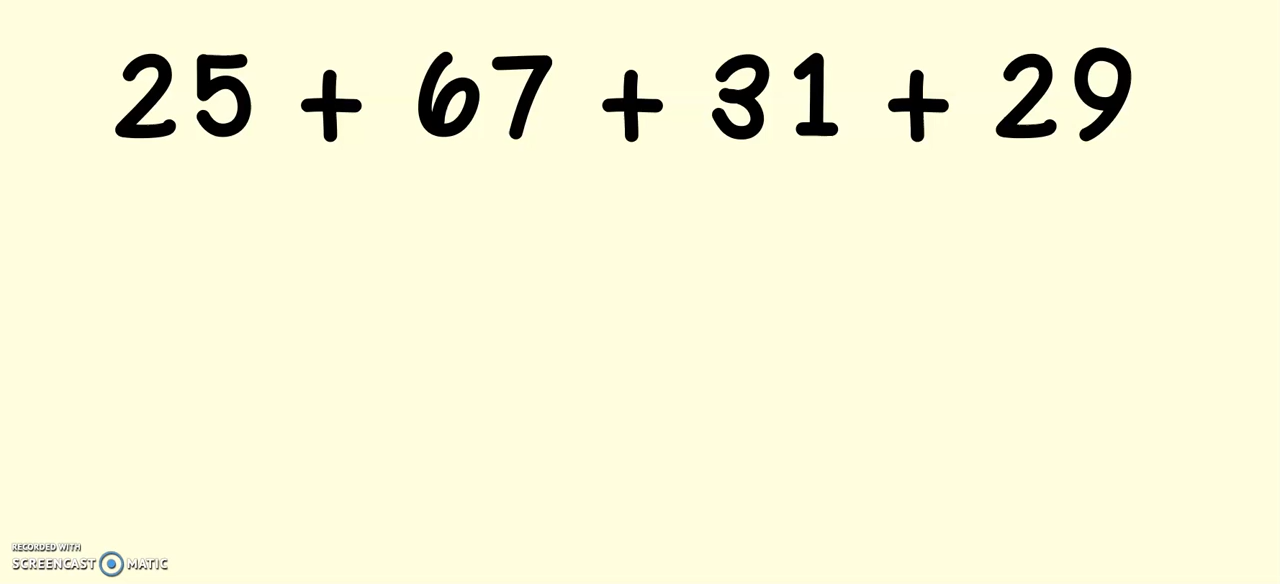 25 + 67 + 31 + 29
RECORDED WITH
SCREENCAST MATIC